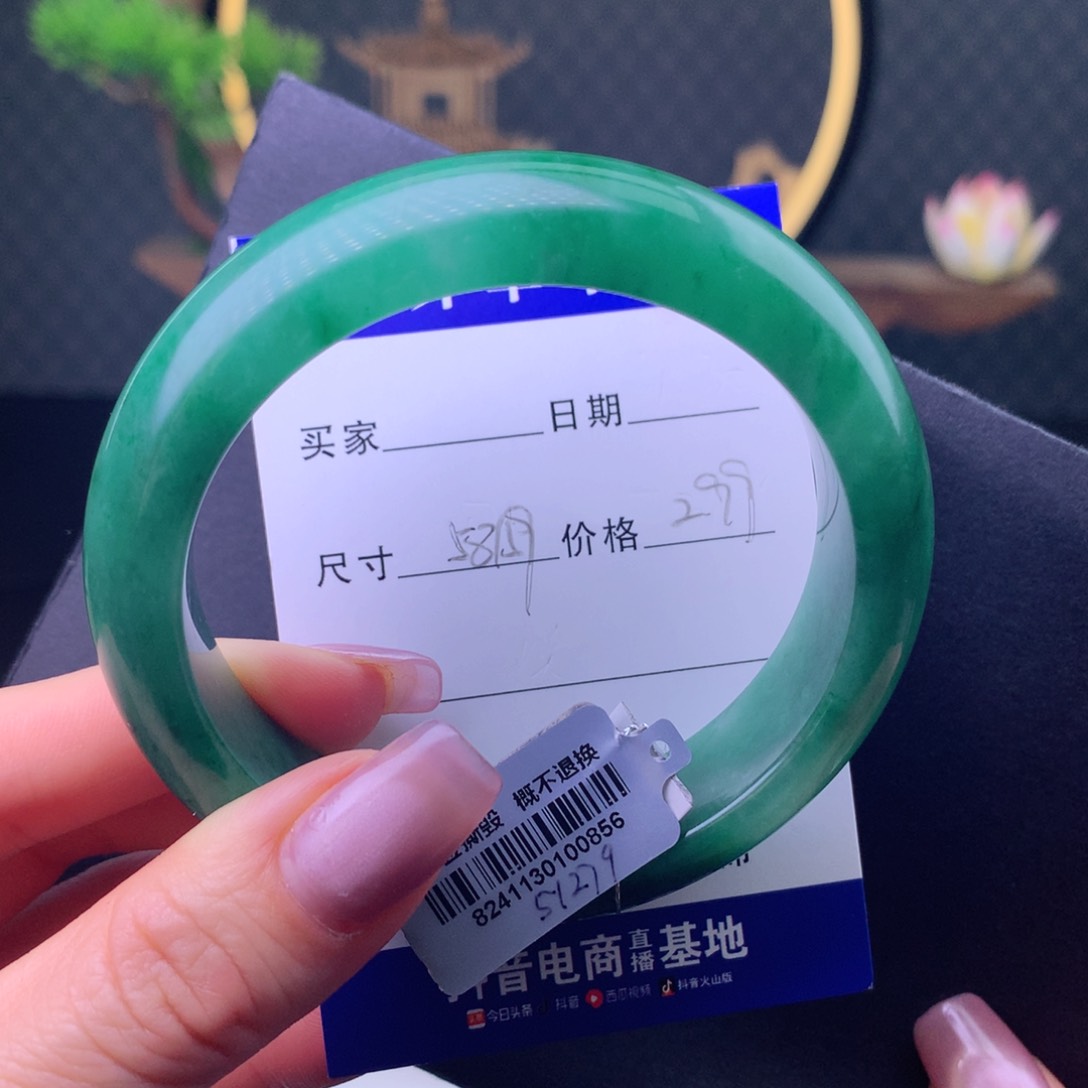 买家 日期
尺寸 价格 299
撕毁 概不退换
8241130100856
51279
抖音电商直播基地
今日头条 抖音 西瓜视频 抖音火山版